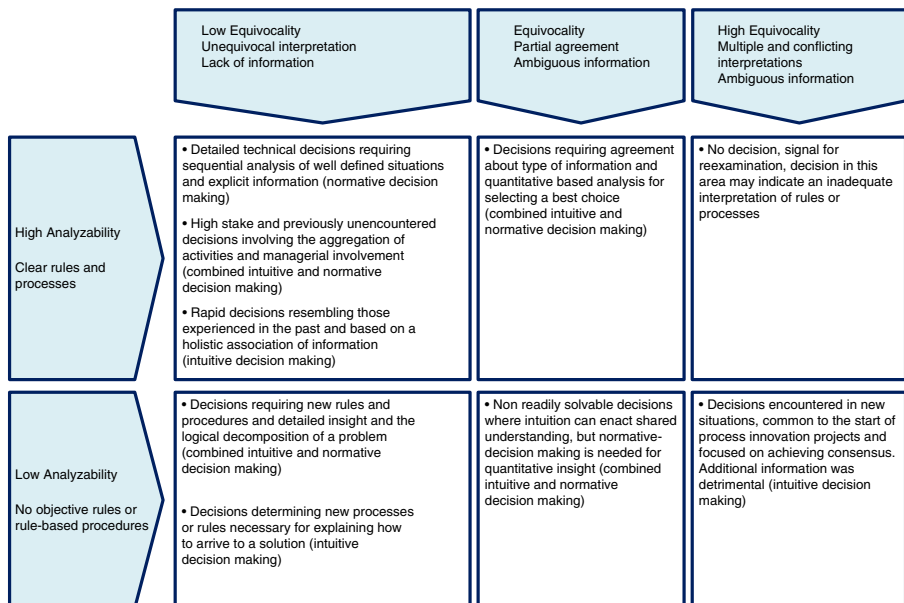 Low Equivocality
Unequivocal interpretation
Lack of information
Equivocality
Partial agreement
Ambiguous information
High Equivocality
Multiple and conflicting
interpretations
Ambiguous information
High Analyzability
Clear rules and
processes
• Detailed technical decisions requiring
sequential analysis of well defined situations
and explicit information (normative decision
making)
• High stake and previously unencountered
decisions involving the aggregation of
activities and managerial involvement
(combined intuitive and normative
decision making)
• Rapid decisions resembling those
experienced in the past and based on a
holistic association of information
(intuitive decision making)
• Decisions requiring agreement
about type of information and
quantitative based analysis for
selecting a best choice
(combined intuitive and
normative decision making)
• No decision, signal for
reexamination, decision in this
area may indicate an inadequate
interpretation of rules or
processes
Low Analyzability
No objective rules or
rule-based procedures
• Decisions requiring new rules and
procedures and detailed insight and the
logical decomposition of a problem
(combined intuitive and normative
decision making)
• Decisions determining new processes
or rules necessary for explaining how
to arrive to a solution (intuitive
decision making)
• Non readily solvable decisions
where intuition can enact shared
understanding, but normative-
decision making is needed for
quantitative insight (combined
intuitive and normative
decision making)
• Decisions encountered in new
situations, common to the start of
process innovation projects and
focused on achieving consensus.
Additional information was
detrimental (intuitive decision
making)